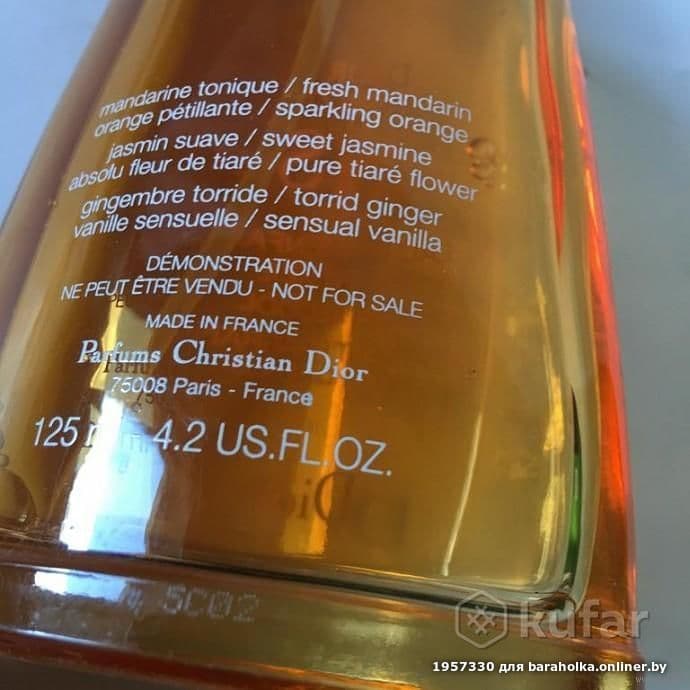 mandarine tonique / fresh mandarin
orange pétillante / sparkling orange
jasmin suave / sweet jasmine
absolu fleur de tiaré / pure tiaré flower
gingembre torride / torrid ginger
vanille sensuelle / sensual vanilla
DÉMONSTRATION
NE PEUT ÊTRE VENDU - NOT FOR SALE
MADE IN FRANCE
Parfums Christian Dior
75008 Paris - France
125 4.2 US.FL.OZ.
5C02
kufar
1957330 для baraholka.onliner.by